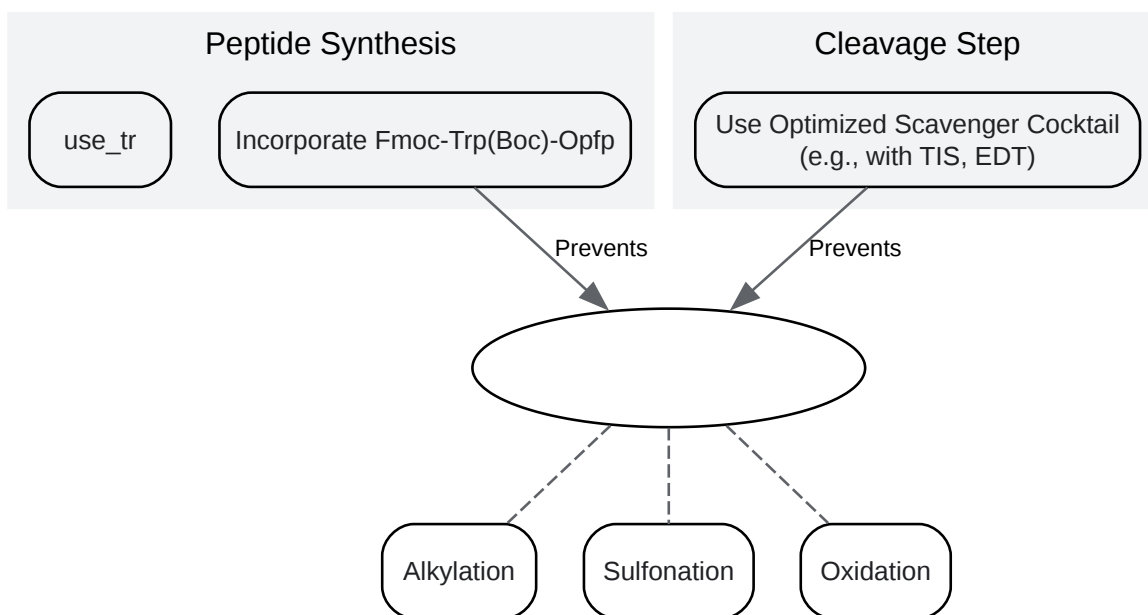 Peptide Synthesis
Cleavage Step
use_tr
Incorporate Fmoc-Trp(Boc)-Opfp
Use Optimized Scavenger Cocktail
(e.g., with TIS, EDT)
Prevents
Prevents
Alkylation
Sulfonation
Oxidation